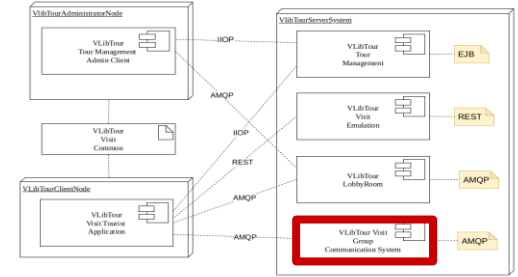 VlibTourAdministratorNode
VLibTour
Tour Management
Admin Client
VLibTour
Visit
Common
VLibTourClientNode
VLibTour
Visit Tourist
Application
IIOP
AMQP
IIOP
REST
AMQP
AMQP
VlibTourServerSystem
VLibTour
Tour
Management
EJB
VLibTour
Visit
Emulation
REST
VLibTour
LobbyRoom
AMQP
VLibTour Visit
Group
Communication System
AMQP